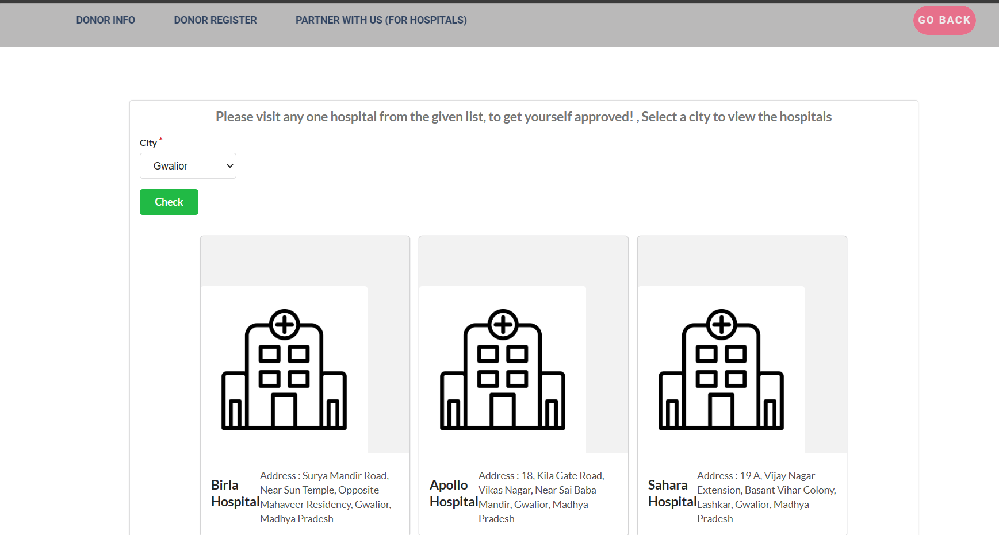 DONOR INFO DONOR REGISTER PARTNER WITH US (FOR HOSPITALS) GO BACK
Please visit any one hospital from the given list, to get yourself approved! , Select a city to view the hospitals
City *
Gwalior
Check
Birla
Hospital
Address : Surya Mandir Road,
Near Sun Temple, Opposite
Mahaveer Residency, Gwalior,
Madhya Pradesh
Apollo
Hospital
Address : 18, Kila Gate Road,
Vikas Nagar, Near Sai Baba
Mandir, Gwalior, Madhya
Pradesh
Sahara
Hospital
Address : 19 A, Vijay Nagar
Extension, Basant Vihar Colony,
Lashkar, Gwalior, Madhya
Pradesh